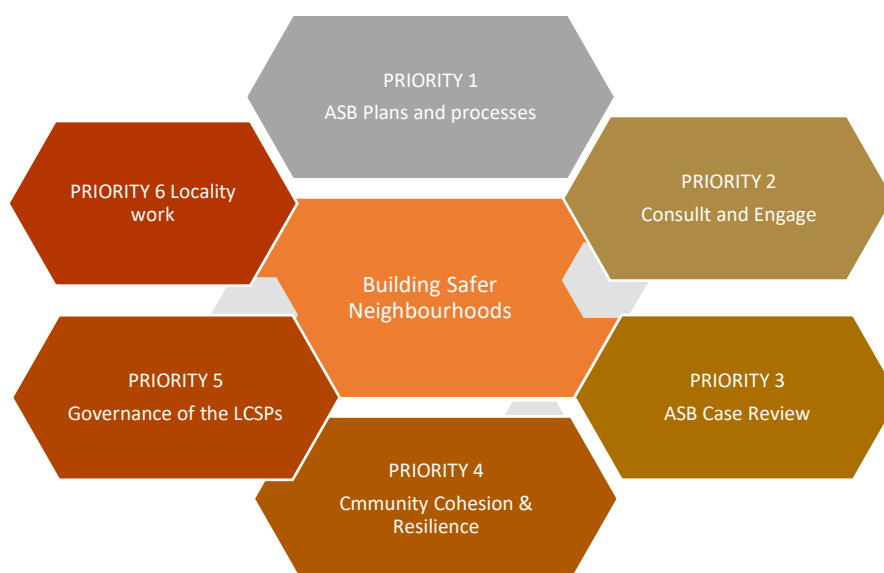 PRIORITY 1
ASB Plans and processes
PRIORITY 2
Consullt and Engage
PRIORITY 3
ASB Case Review
PRIORITY 4
Cmmunity Cohesion &
Resilience
PRIORITY 5
Governance of the LCSPs
PRIORITY 6 Locality
work
Building Safer
Neighbourhoods